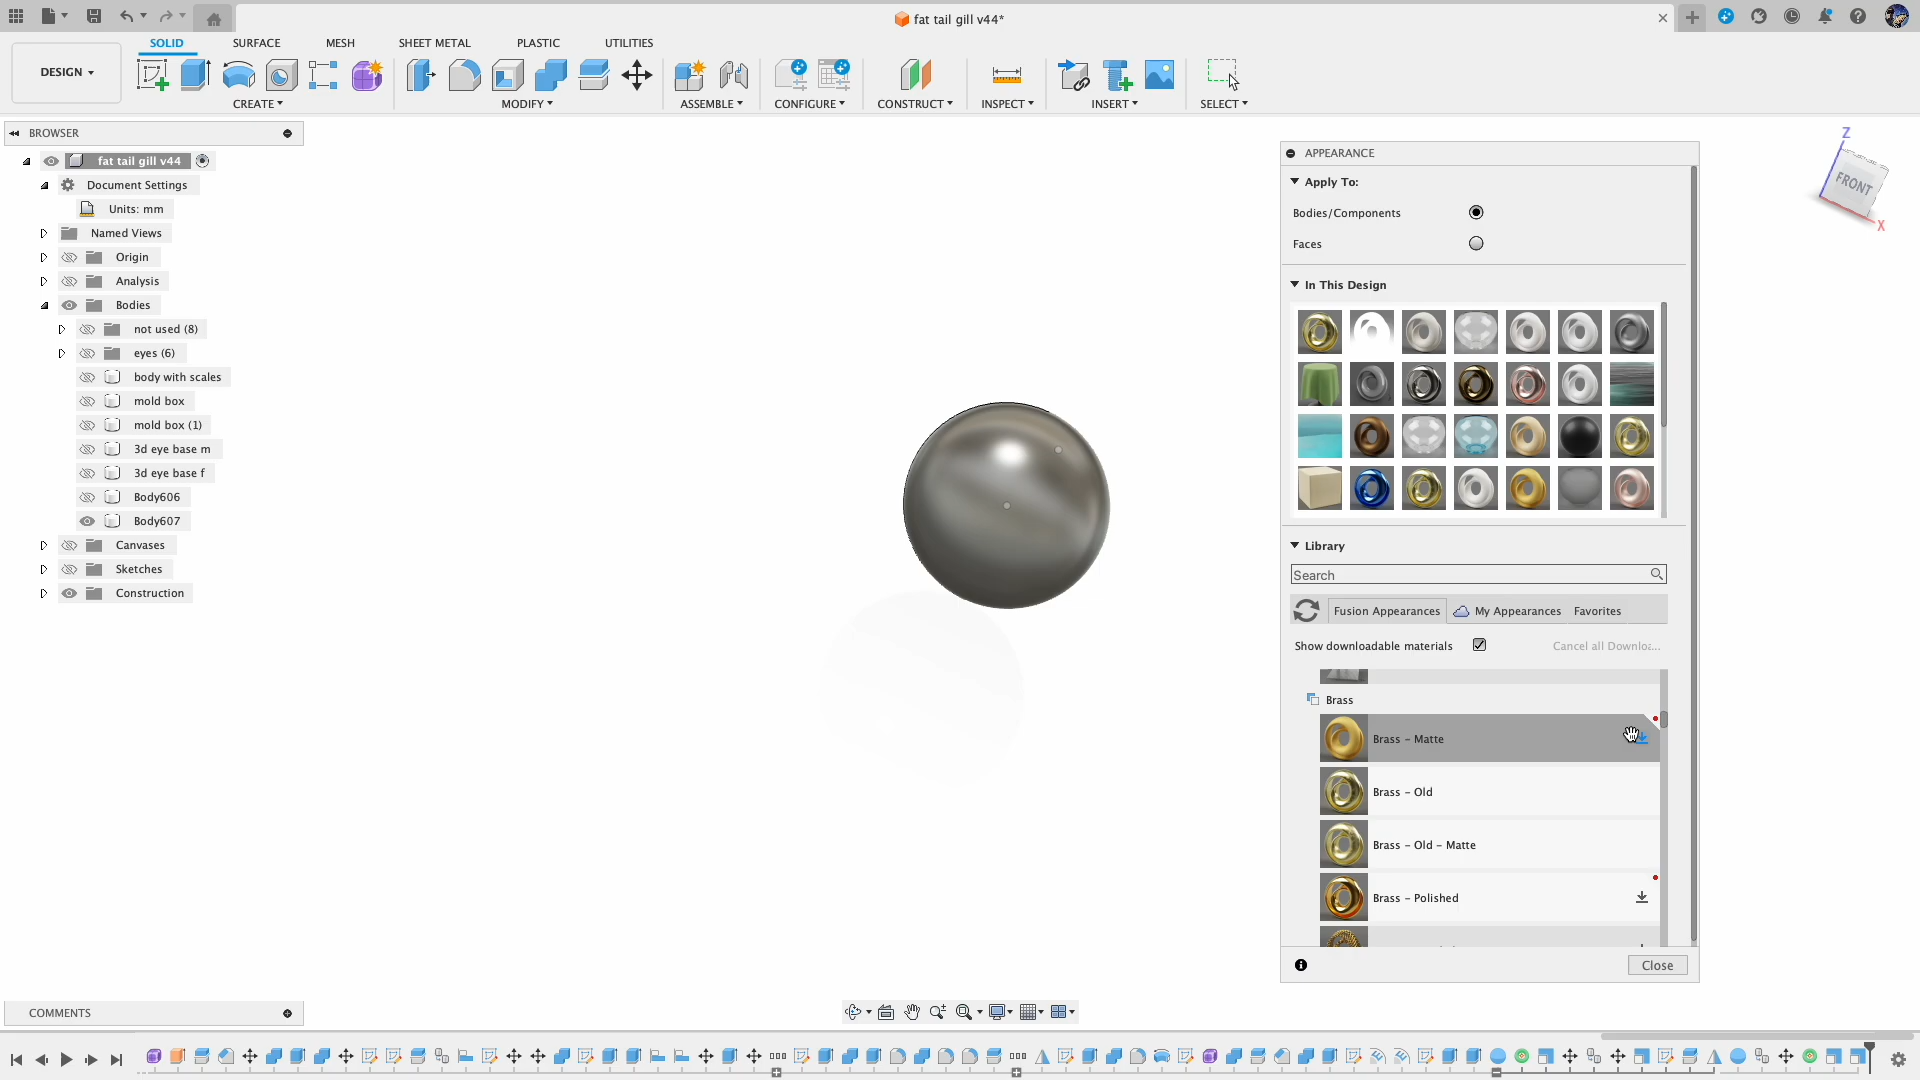 fat tail gill v44*
DESIGN
SOLID
SURFACE
MESH
SHEET METAL
PLASTIC
UTILITIES
CREATE
MODIFY
ASSEMBLE
CONFIGURE
CONSTRUCT
INSPECT
INSERT
SELECT
BROWSER
fat tail gill v44
Document Settings
Units: mm
Named Views
Origin
Analysis
Bodies
not used (8)
eyes (6)
body with scales
mold box
mold box (1)
3d eye base m
3d eye base f
Body606
Body607
Canvases
Sketches
Construction
Z
FRONT
X
APPEARANCE
Apply To:
Bodies/Components
Faces
In This Design
Library
Search
Fusion Appearances
My Appearances
Favorites
Show downloadable materials
Cancel all Downloa...
Brass
Brass - Matte
Brass - Old
Brass - Old - Matte
Brass - Polished
Close
COMMENTS